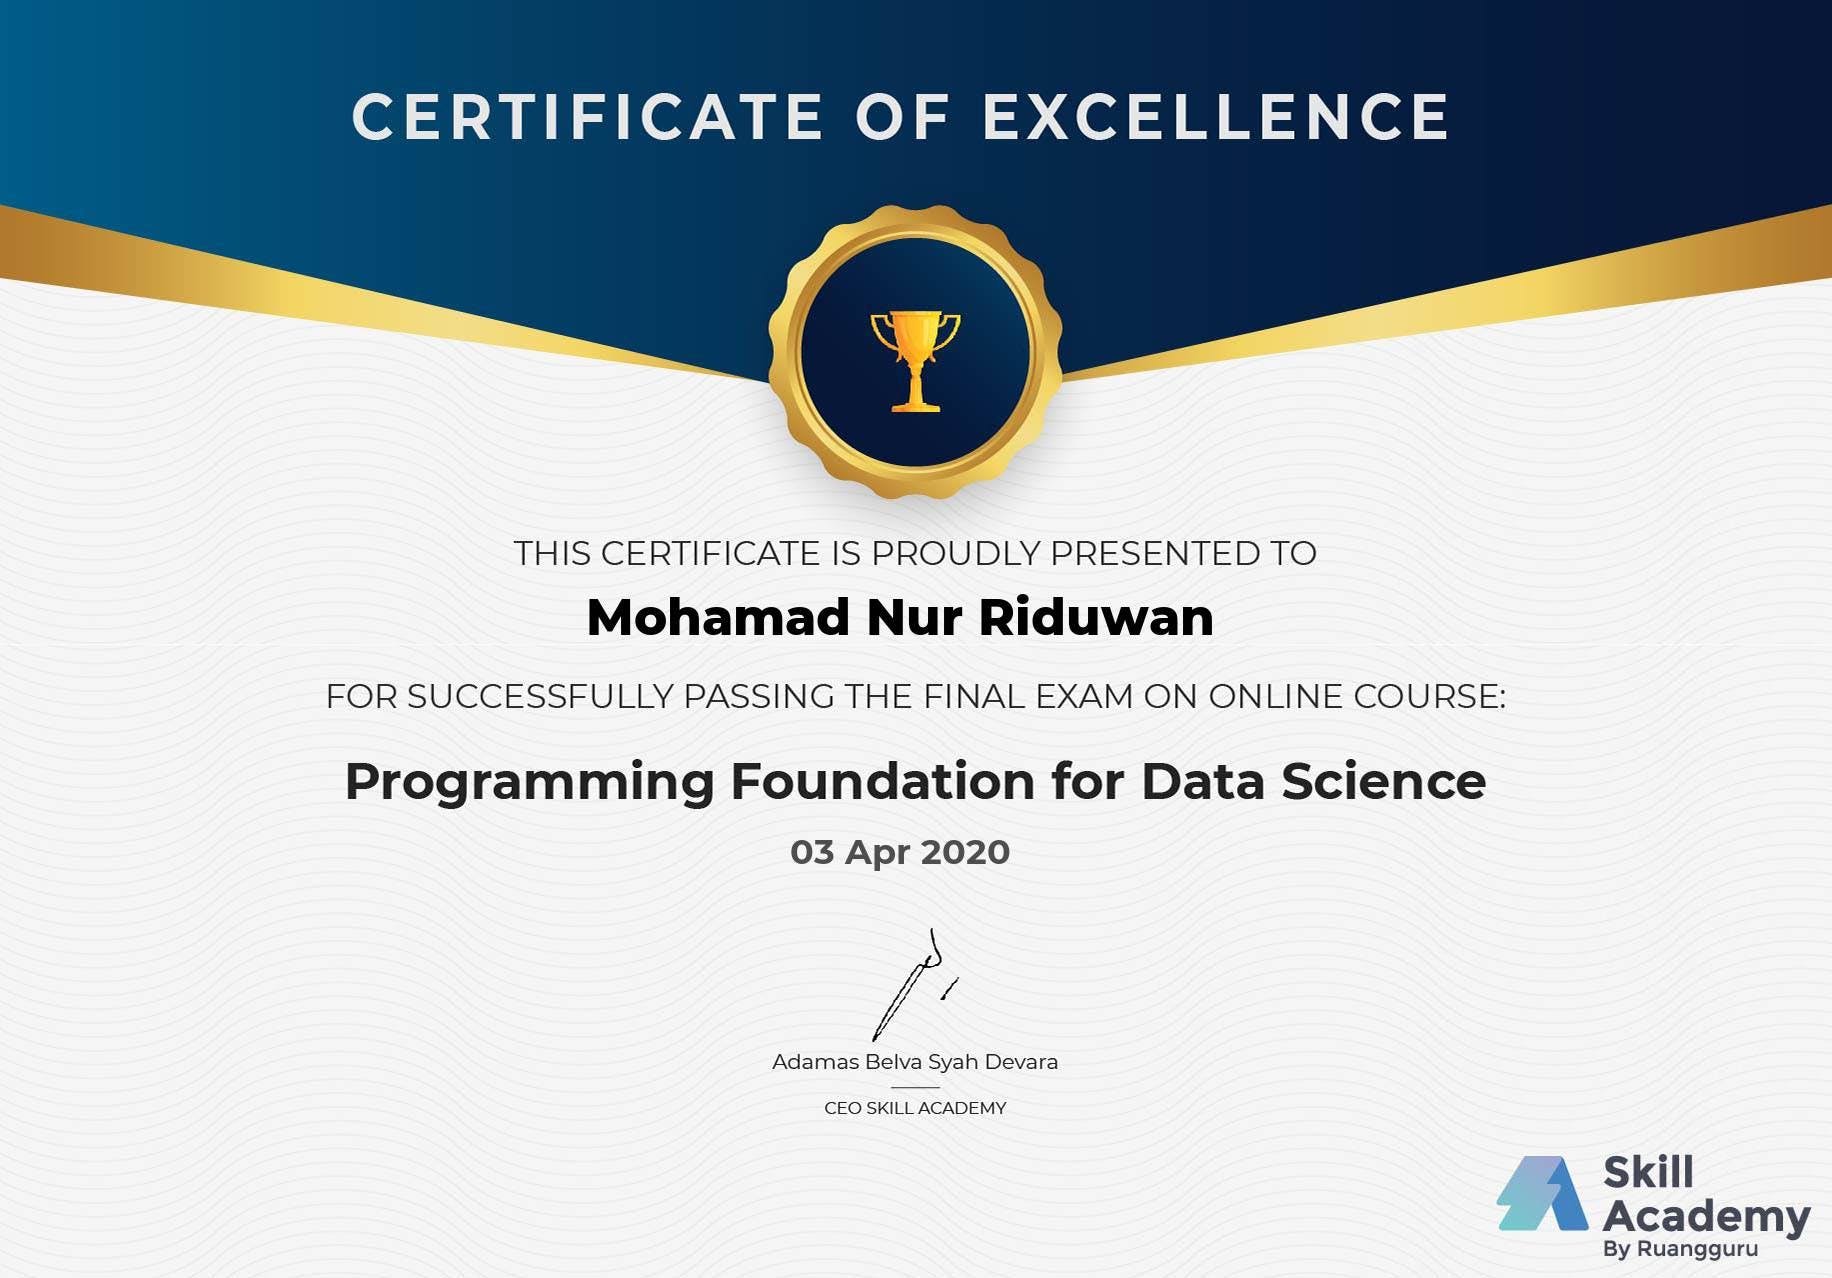 CERTIFICATE OF EXCELLENCE
THIS CERTIFICATE IS PROUDLY PRESENTED TO
Mohamad Nur Riduwan
FOR SUCCESSFULLY PASSING THE FINAL EXAM ON ONLINE COURSE:
Programming Foundation for Data Science
03 Apr 2020
Adamas Belva Syah Devara
CEO SKILL ACADEMY
Skill
Academy
By Ruangguru